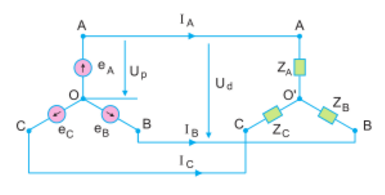 A I_A A
e_A U_p Z_A
U_d
O O' Z_B
C e_C e_B B I_B C Z_C B
I_C